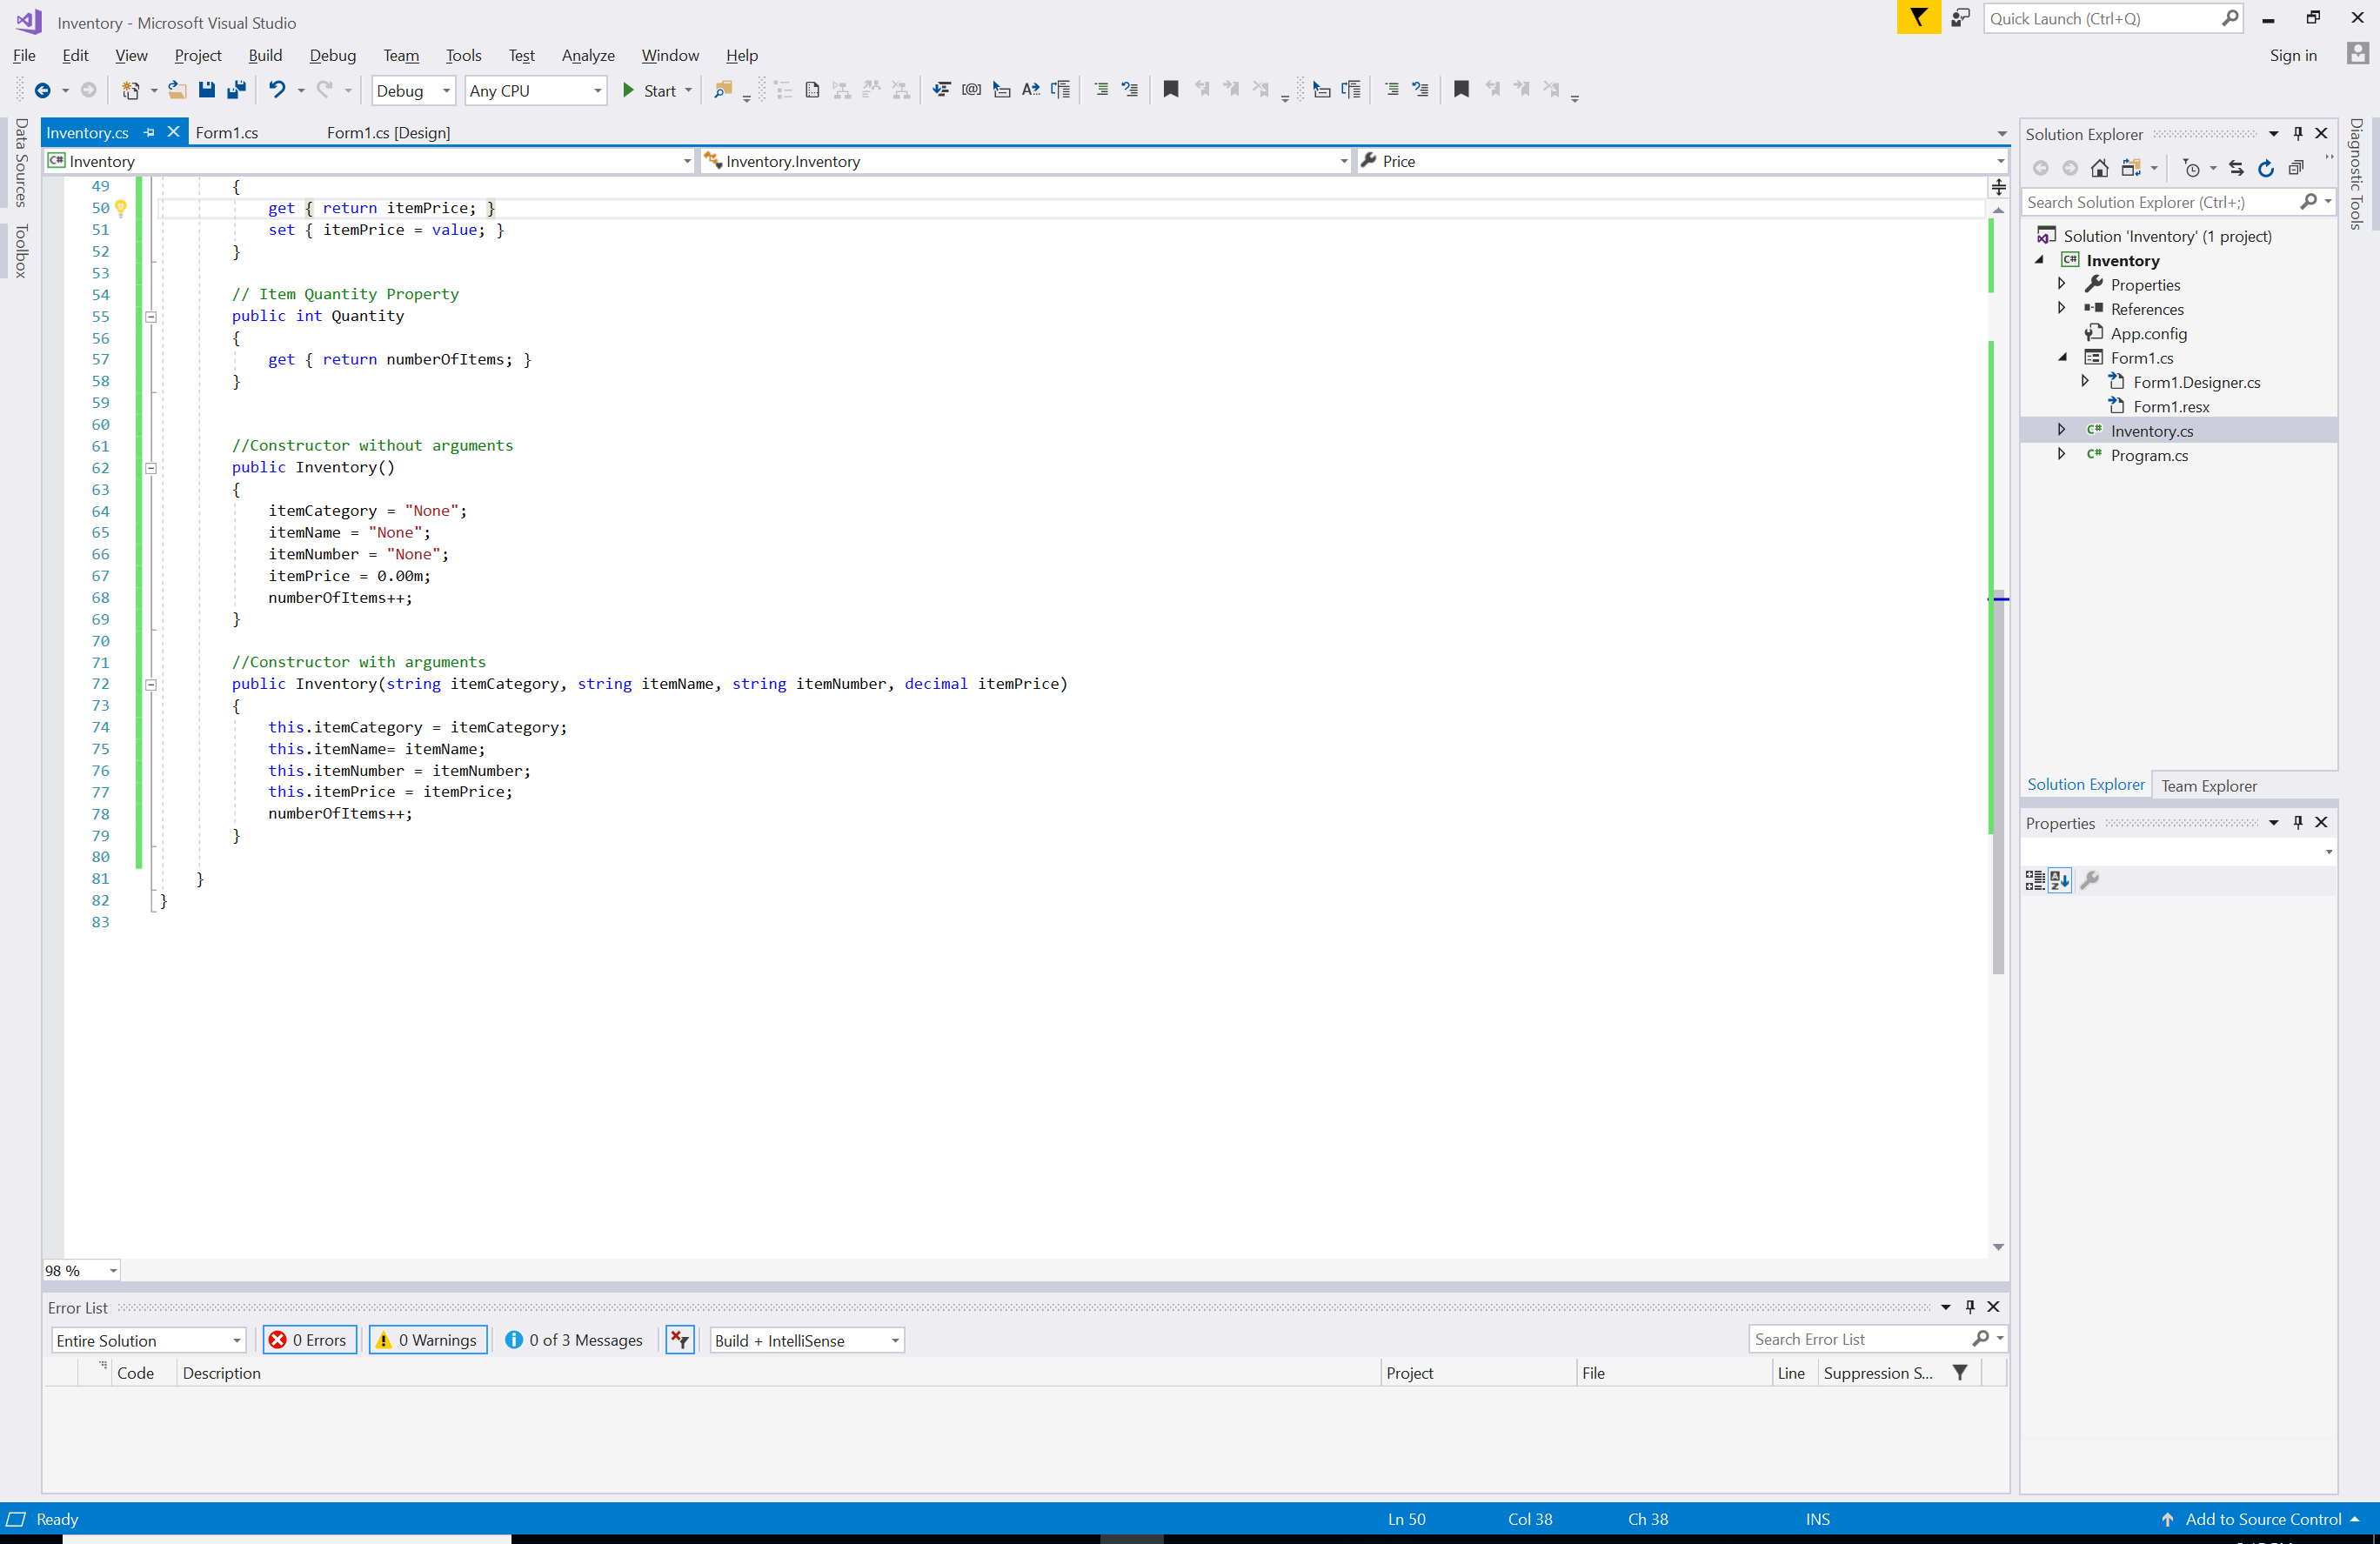 Inventory - Microsoft Visual Studio
Quick Launch (Ctrl+Q)
File Edit View Project Build Debug Team Tools Test Analyze Window Help
Sign in
Debug Any CPU Start
Data Sources
Toolbox
Inventory.cs Form1.cs Form1.cs [Design]
Inventory Inventory.Inventory Price
49 {
50 get { return itemPrice; }
51 set { itemPrice = value; }
52 }
53
54 // Item Quantity Property
55 public int Quantity
56 {
57 get { return numberOfItems; }
58 }
59
60
61 //Constructor without arguments
62 public Inventory()
63 {
64 itemCategory = "None";
65 itemName = "None";
66 itemNumber = "None";
67 itemPrice = 0.00m;
68 numberOfItems++;
69 }
70
71 //Constructor with arguments
72 public Inventory(string itemCategory, string itemName, string itemNumber, decimal itemPrice)
73 {
74 this.itemCategory = itemCategory;
75 this.itemName= itemName;
76 this.itemNumber = itemNumber;
77 this.itemPrice = itemPrice;
78 numberOfItems++;
79 }
80
81 }
82 }
83
98 %
Solution Explorer
Search Solution Explorer (Ctrl+;)
Solution 'Inventory' (1 project)
C# Inventory
Properties
References
App.config
Form1.cs
Form1.Designer.cs
Form1.resx
C# Inventory.cs
C# Program.cs
Solution Explorer Team Explorer
Properties
Diagnostic Tools
Error List
Entire Solution 0 Errors 0 Warnings 0 of 3 Messages Build + IntelliSense Search Error List
Code Description Project File Line Suppression S...
Ready Ln 50 Col 38 Ch 38 INS Add to Source Control